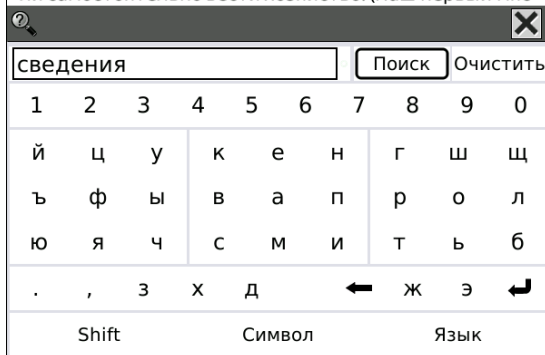 сведения Поиск Очистить
1 2 3 4 5 6 7 8 9 0
й ц у к е н г ш щ
ъ ф ы в а п р о л
ю я ч с м и т ь б
. , з х д ж э
Shift Символ Язык